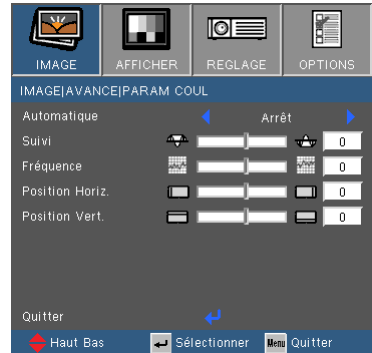 IMAGE AFFICHER REGLAGE OPTIONS
IMAGE|AVANCE|PARAM COUL
Automatique Arrêt
Suivi 0
Fréquence 0
Position Horiz. 0
Position Vert. 0
Quitter
Haut Bas Sélectionner Menu Quitter